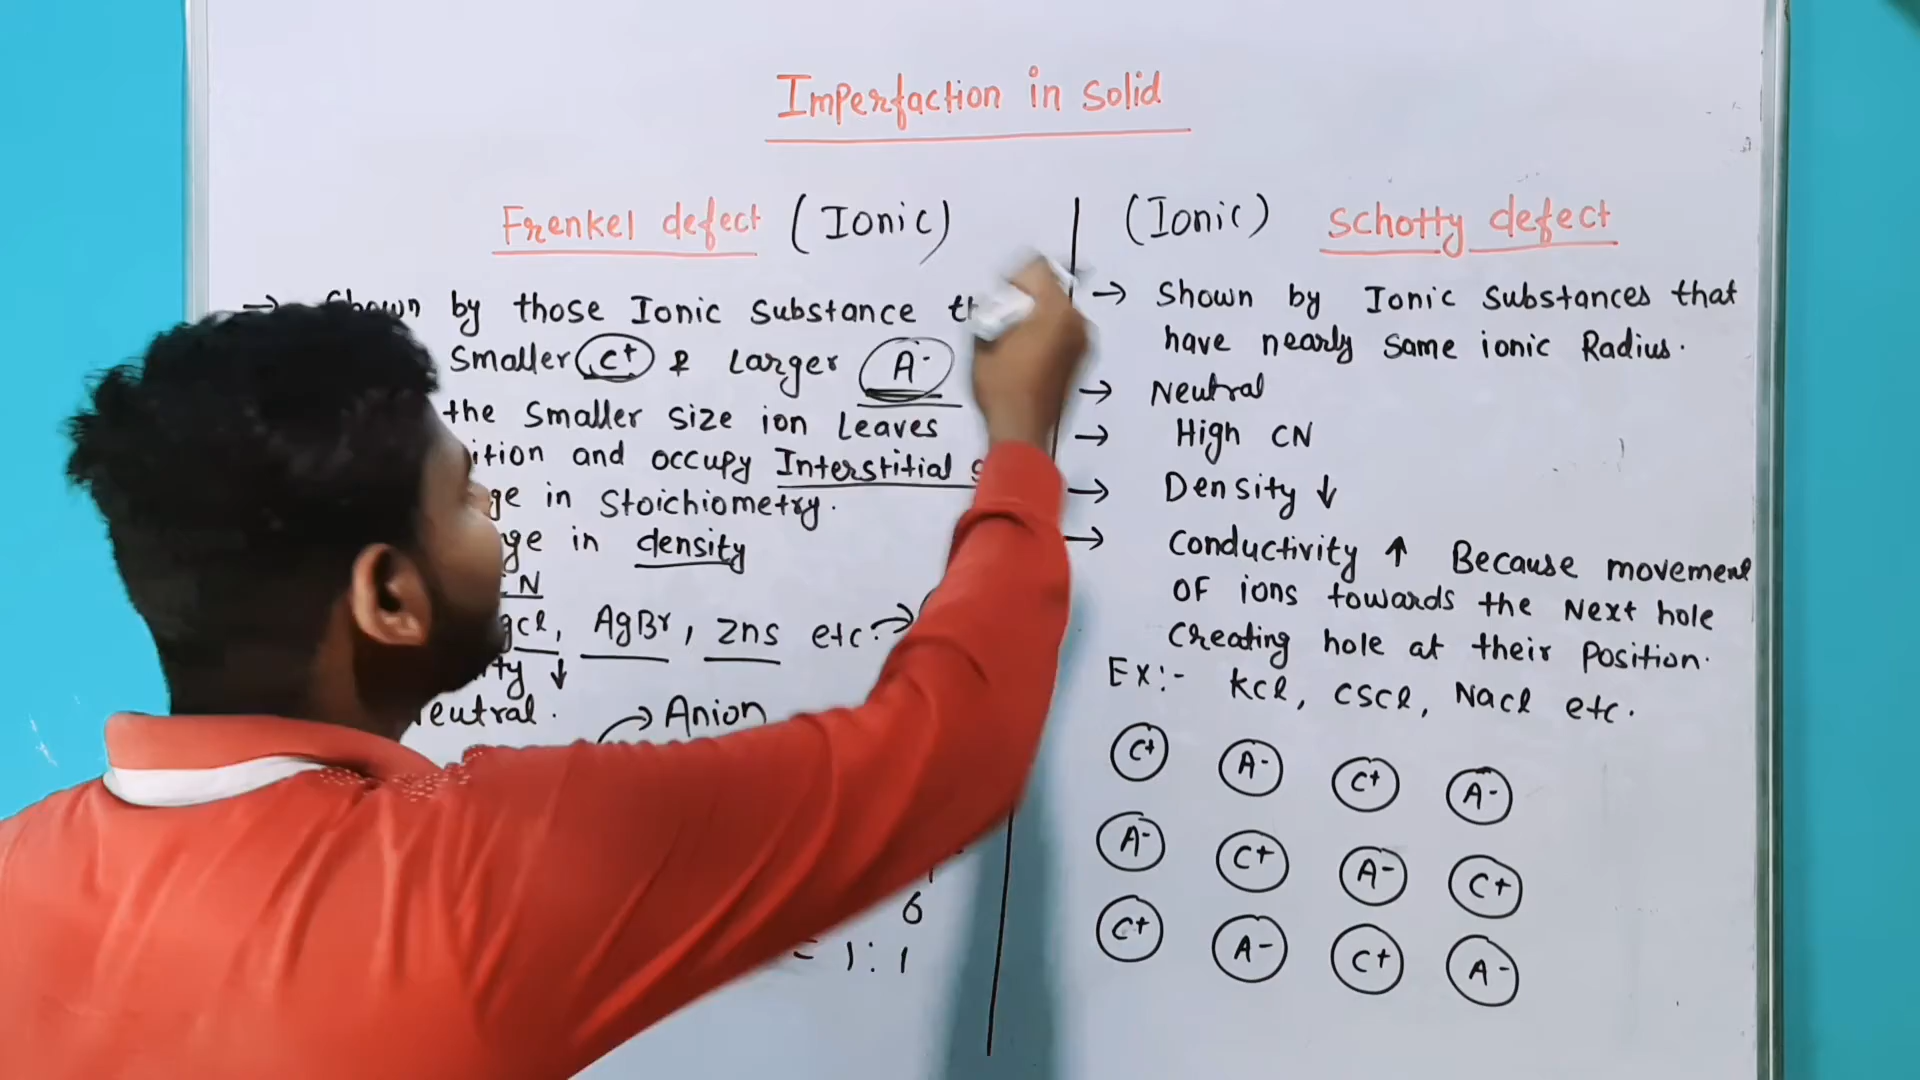 Imperfaction in solid
Frenkel defect (Ionic)
by those Ionic Substance
Smaller C+ & Larger A-
the Smaller size ion Leaves
and occupy Interstitial
in Stoichiometry.
in density
N
AgBr, Zns etc.→
↓
→ Anion
6
= 1:1
(Ionic) Schotty defect
→ Shown by Ionic Substances that
have nearly Same ionic Radius.
→ Neutral
→ High CN
→ Density ↓
→ Conductivity ↑ Because movement
OF ions towards the Next hole
Creating hole at their Position.
Ex:- KCl, CSCl, NaCl etc.
C+ A- C+ A-
A- C+ A- C+
C+ A- C+ A-